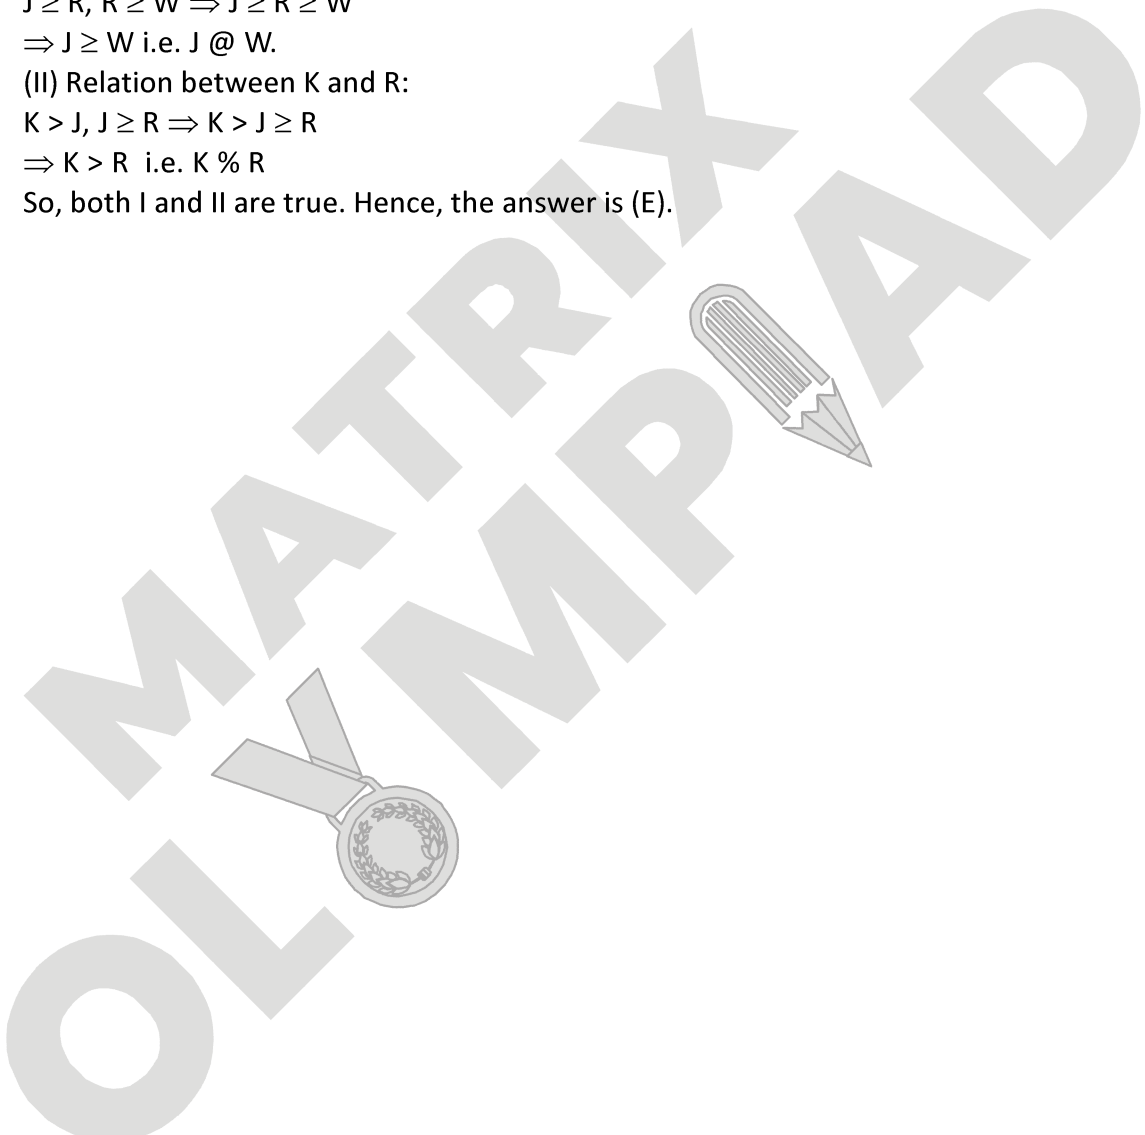 J ≥ R, R ≥ W ⇒ J ≥ R ≥ W
⇒ J ≥ W i.e. J @ W.
(II) Relation between K and R:
K > J, J ≥ R ⇒ K > J ≥ R
⇒ K > R i.e. K % R
So, both I and II are true. Hence, the answer is (E).
MATRIX
OLYMPIAD